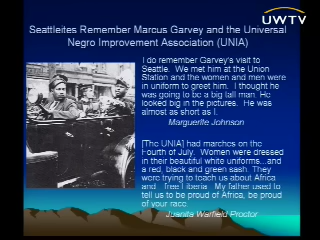 UWTV
Seattleites Remember Marcus Garvey and the Universal
Negro Improvement Association (UNIA)
I do remember Garvey's visit to
Seattle. We met him at the Union
Station and the women and men were
in uniform to greet him. I thought he
was going to be a big tall man. He
looked big in the pictures. He was
almost as short as I.
Marguerite Johnson
[The UNIA] had marches on the
Fourth of July. Women were dressed
in their beautiful white uniforms...and
a red, black and green sash. They
were trying to teach us about Africa
and Liberia. My father used to
tell us to be proud of Africa, be proud
of your race.
Juanita Warfield Proctor